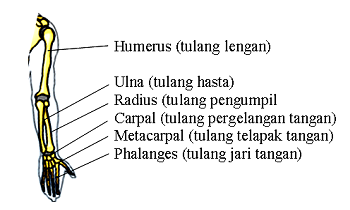 Humerus (tulang lengan)
Ulna (tulang hasta)
Radius (tulang pengumpil
Carpal (tulang pergelangan tangan)
Metacarpal (tulang telapak tangan)
Phalanges (tulang jari tangan)